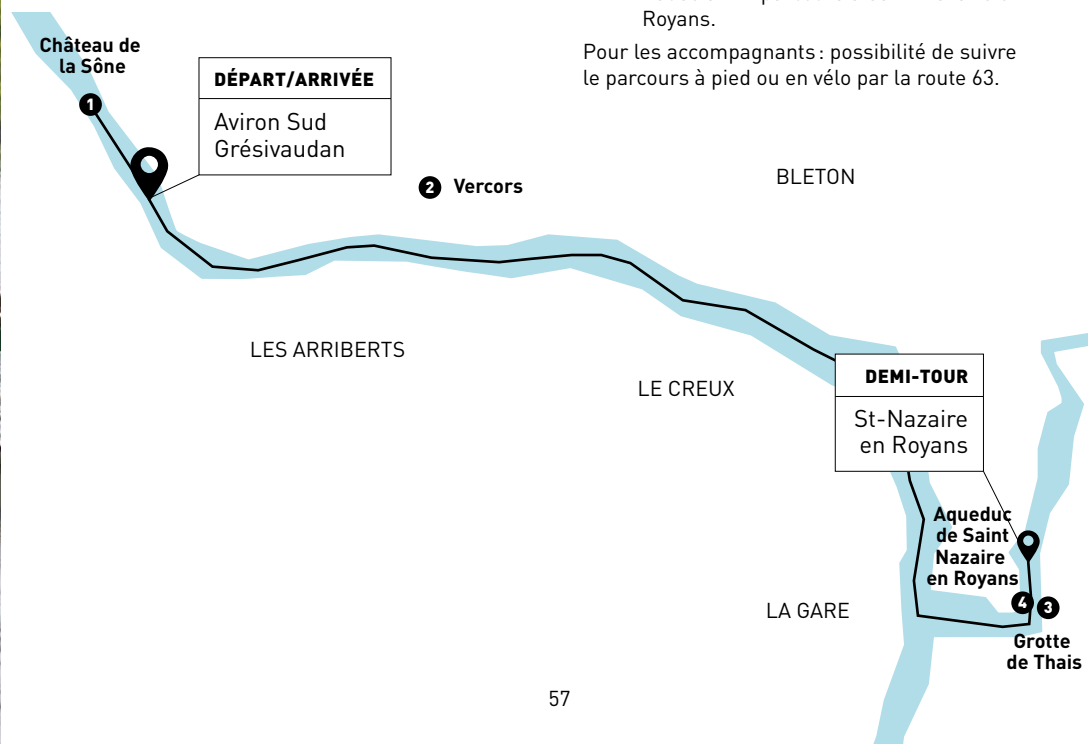 Royans.
Pour les accompagnants : possibilité de suivre
le parcours à pied ou en vélo par la route 63.
Château de
la Sône
1
DÉPART/ARRIVÉE
Aviron Sud
Grésivaudan
2 Vercors
BLETON
LES ARRIBERTS
LE CREUX
DEMI-TOUR
St-Nazaire
en Royans
Aqueduc
de Saint
Nazaire
en Royans
4
3
LA GARE
Grotte
de Thais
57